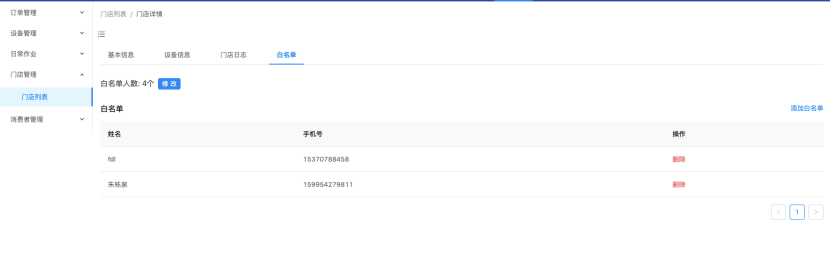 订单管理
设备管理
日常作业
门店管理
门店列表
消费者管理
门店列表 / 门店详情
基本信息 设备信息 门店日志 白名单
白名单人数: 4个 修 改
白名单 添加白名单
姓名 手机号 操作
fdl 15370788458 删除
朱栋泉 159954279811 删除
1